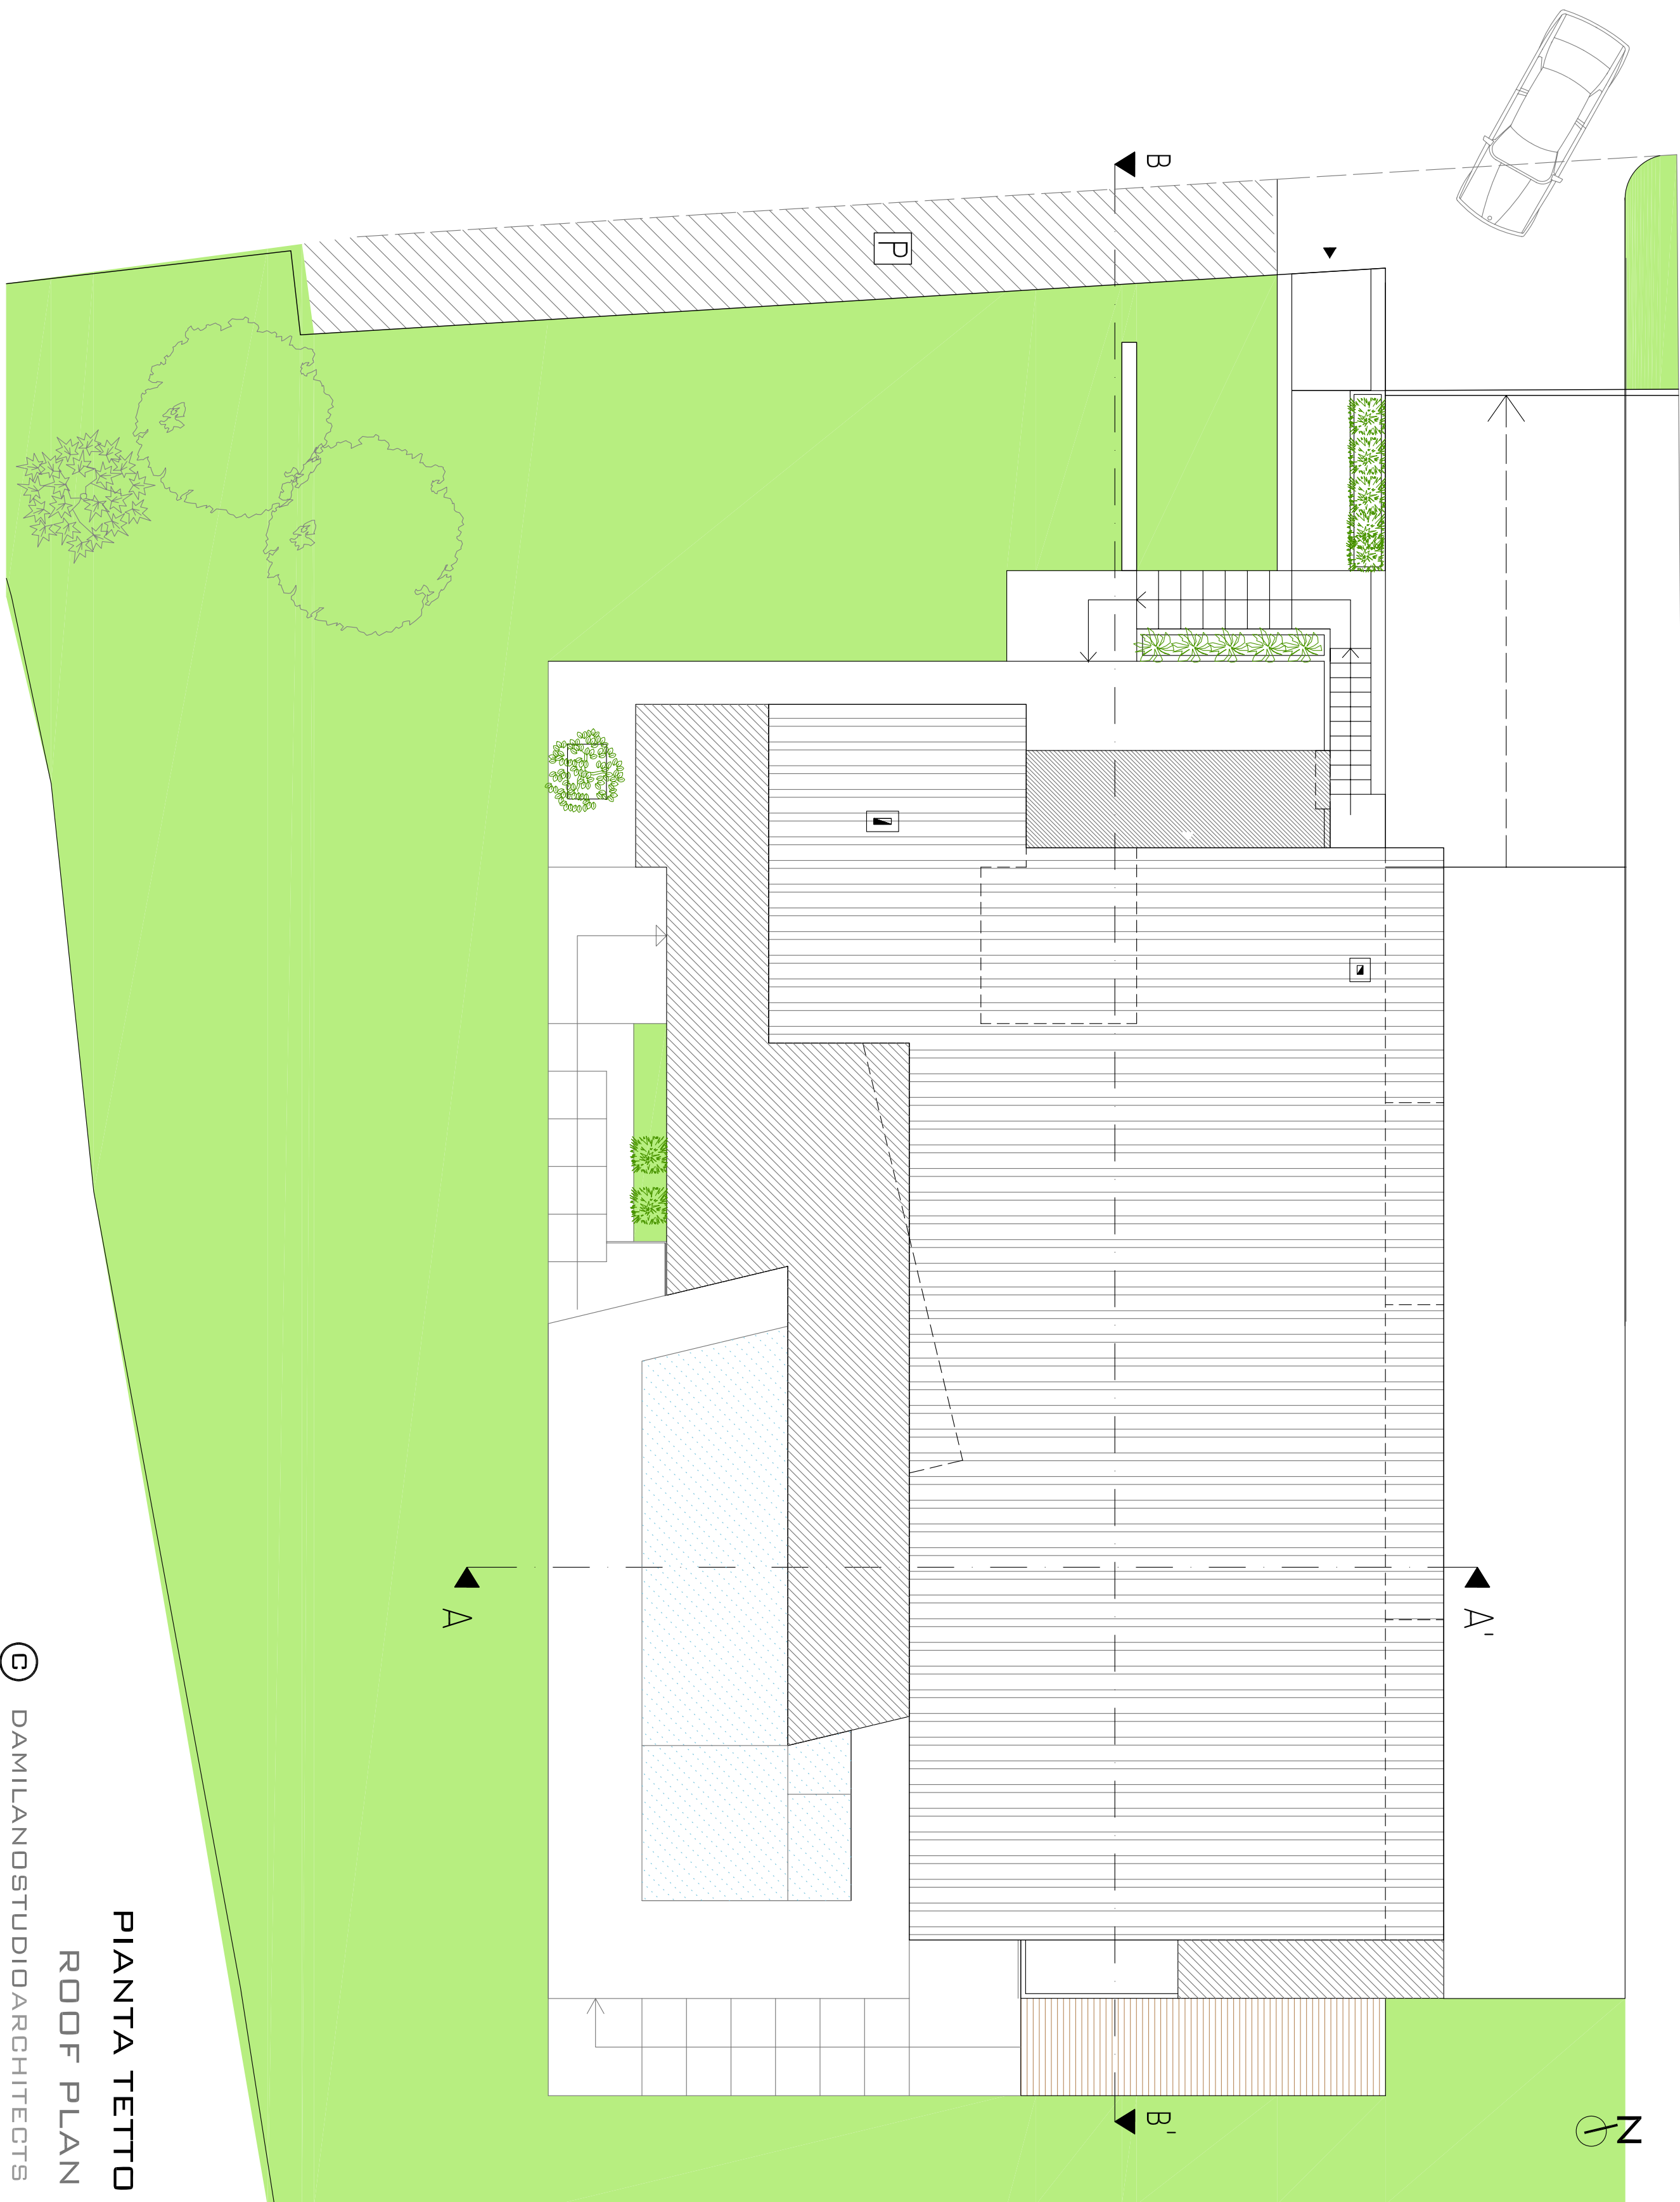 B
P
A
A'
B'
N
PIANTA TETTO
ROOF PLAN
© DAMILANOSTUDIOARCHITECTS